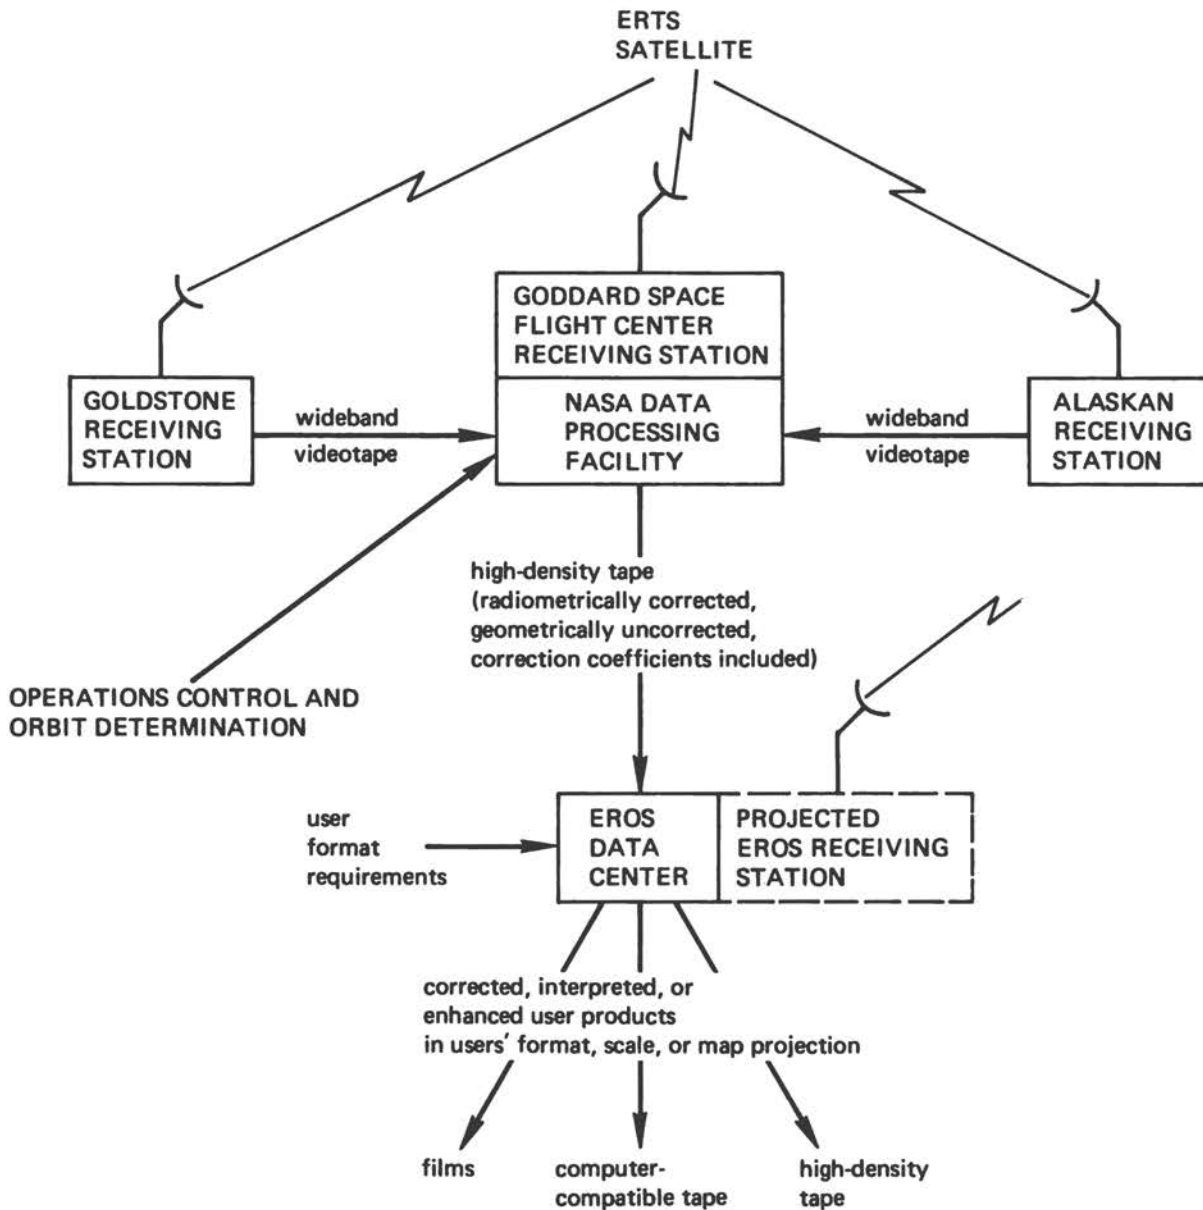 ERTS
SATELLITE
GODDARD SPACE
FLIGHT CENTER
RECEIVING STATION
GOLDSTONE
RECEIVING
STATION
wideband
videotape
NASA DATA
PROCESSING
FACILITY
wideband
videotape
ALASKAN
RECEIVING
STATION
high-density tape
(radiometrically corrected,
geometrically uncorrected,
correction coefficients included)
OPERATIONS CONTROL AND
ORBIT DETERMINATION
user
format
requirements
EROS
DATA
CENTER
PROJECTED
EROS RECEIVING
STATION
corrected, interpreted, or
enhanced user products
in users' format, scale, or map projection
films
computer-
compatible tape
high-density
tape